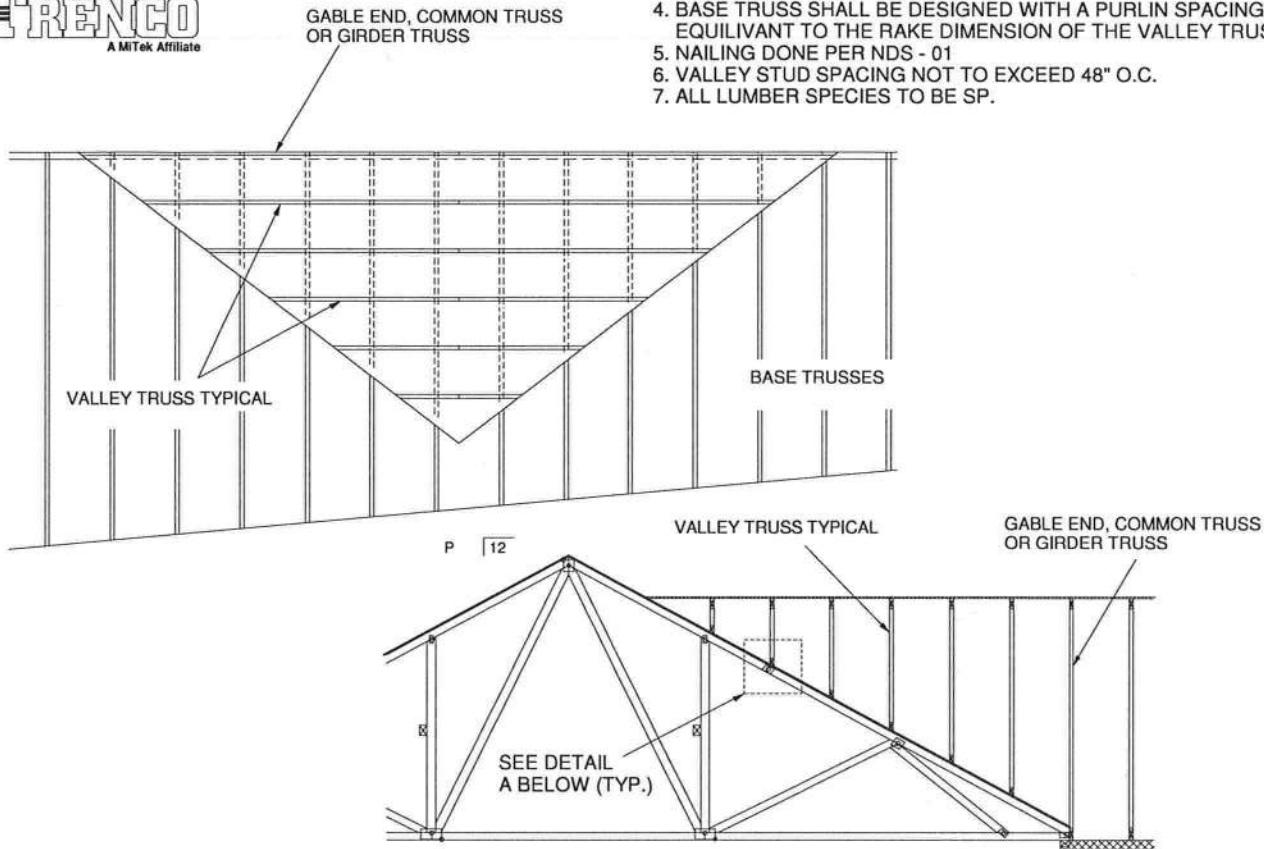 TRENCO
A MiTek Affiliate
GABLE END, COMMON TRUSS
OR GIRDER TRUSS
4. BASE TRUSS SHALL BE DESIGNED WITH A PURLIN SPACING
EQUILIVANT TO THE RAKE DIMENSION OF THE VALLEY
5. NAILING DONE PER NDS - 01
6. VALLEY STUD SPACING NOT TO EXCEED 48" O.C.
7. ALL LUMBER SPECIES TO BE SP.
VALLEY TRUSS TYPICAL
BASE TRUSSES
P 12
VALLEY TRUSS TYPICAL
GABLE END, COMMON TRUSS
OR GIRDER TRUSS
SEE DETAIL
A BELOW (TYP.)